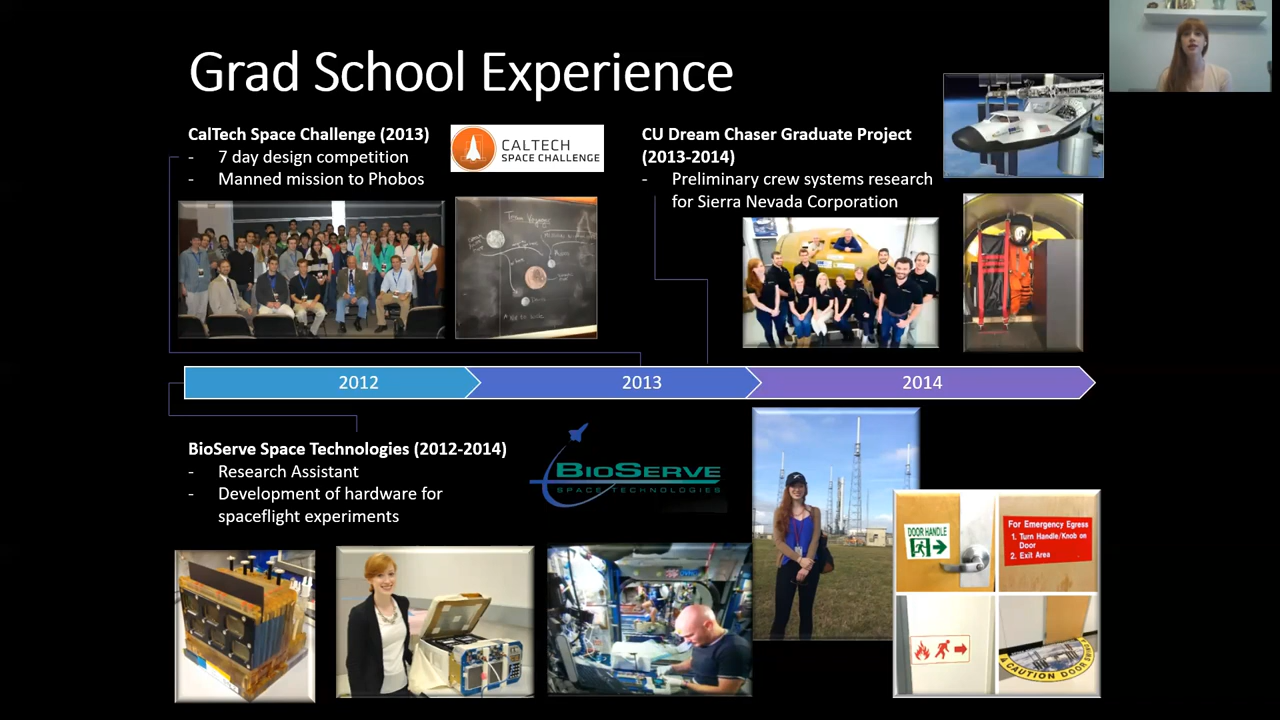 Grad School Experience
CalTech Space Challenge (2013)
- 7 day design competition
- Manned mission to Phobos
CALTECH
SPACE CHALLENGE
CU Dream Chaser Graduate Project
(2013-2014)
- Preliminary crew systems research
for Sierra Nevada Corporation
Team Voyager
2012
2013
2014
BioServe Space Technologies (2012-2014)
- Research Assistant
- Development of hardware for
spaceflight experiments
BIOSERVE
SPACE TECHNOLOGIES
DOOR HANDLE
For Emergency Egress
1. Turn Handle/Knob on
Door
2. Exit Area
CAUTION DOOR